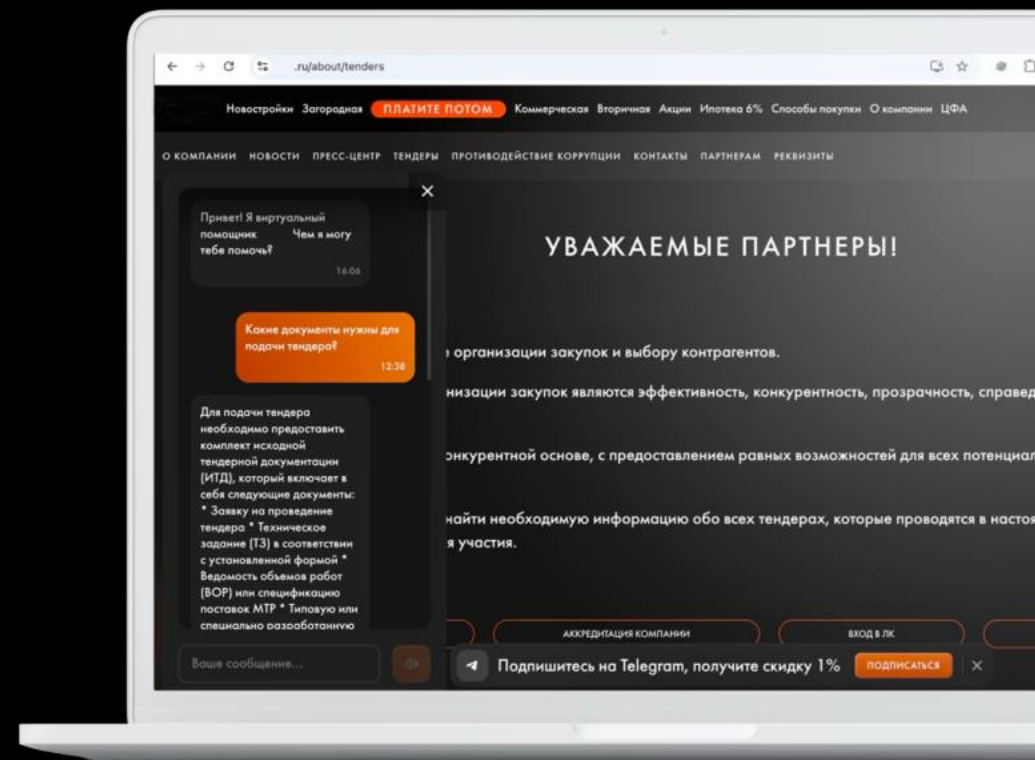 .ru/about/tenders
Новостройки Загородная ПЛАТИТЕ ПОТОМ Коммерческая Вторичная Акции Ипотека 6% Способы покупки О компании ЦФА
О КОМПАНИИ НОВОСТИ ПРЕСС-ЦЕНТР ТЕНДЕРЫ ПРОТИВОДЕЙСТВИЕ КОРРУПЦИИ КОНТАКТЫ ПАРТНЕРАМ РЕКВИЗИТЫ
Привет! Я виртуальный
помощник Чем я могу
тебе помочь?
16:06
Какие документы нужны для
подачи тендера?
12:38
Для подачи тендера
необходимо предоставить
комплект исходной
тендерной документации
(ИТД), который включает в
себя следующие документы:
* Заявку на проведение
тендера * Техническое
задание (ТЗ) в соответствии
с установленной формой *
Ведомость объемов работ
(ВОР) или спецификацию
поставок МТР * Типовую или
специально разработанную
Ваше сообщение...
УВАЖАЕМЫЕ ПАРТНЕРЫ!
организации закупок и выбору контрагентов.
низации закупок являются эффективность, конкурентность, прозрачность, справед
онкурентной основе, с предоставлением равных возможностей для всех потенциал
найти необходимую информацию обо всех тендерах, которые проводятся в настоя
я участия.
АККРЕДИТАЦИЯ КОМПАНИИ
ВХОД В ЛК
Подпишитесь на Telegram, получите скидку 1% ПОДПИСАТЬСЯ